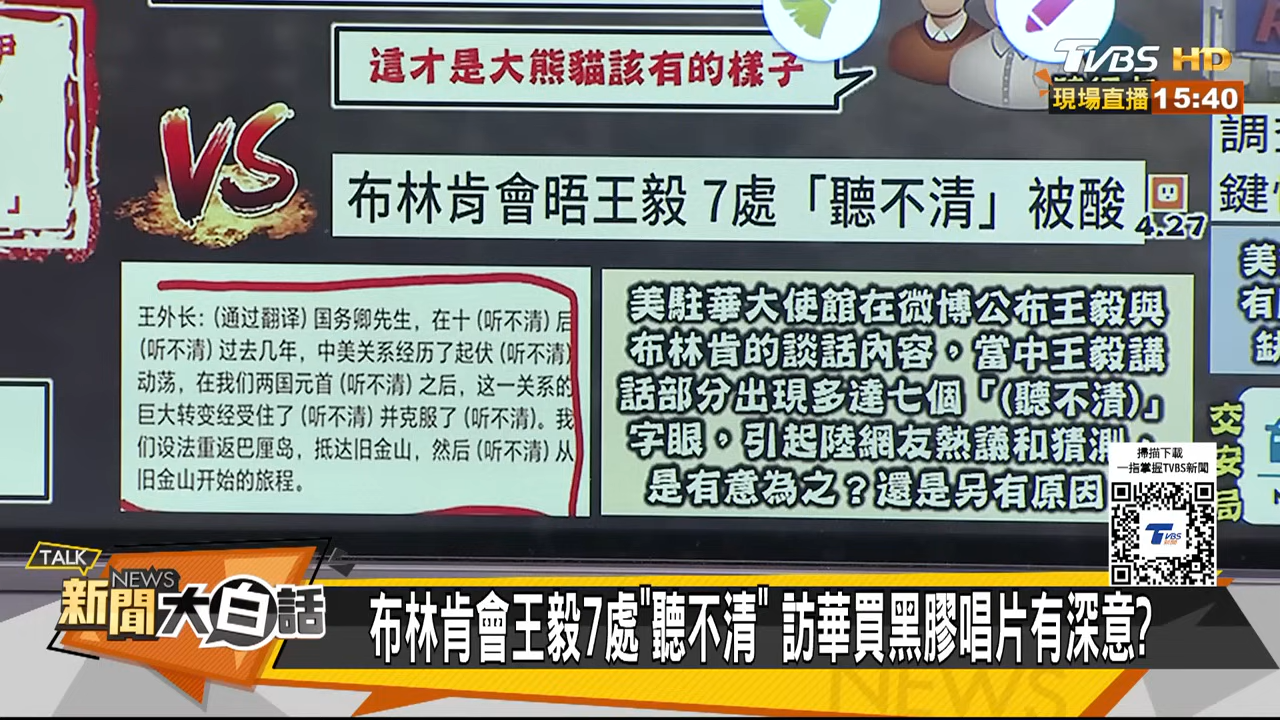 這才是大熊貓該有的樣子
TVBS HD
現場直播 15:40
VS
」
布林肯會晤王毅 7處「聽不清」被酸
4.27
調
鍵
王外长：（通过翻译）国务卿先生，在十（听不清）后
（听不清）过去几年，中美关系经历了起伏（听不清）
动荡，在我们两国元首（听不清）之后，这一关系的
巨大转变经受住了（听不清）并克服了（听不清）。我
们设法重返巴厘岛，抵达旧金山，然后（听不清）从
旧金山开始的旅程。
美駐華大使館在微博公布王毅與
布林肯的談話內容，當中王毅講
話部分出現多達七個「(聽不清)」
字眼，引起陸網友熱議和猜測，
是有意為之？還是另有原因
美
有
缺
交安局
掃描下載
一指掌握TVBS新聞
TVBS
TALK
NEWS
新聞大白話
布林肯會王毅7處"聽不清" 訪華買黑膠唱片有深意?
NEWS